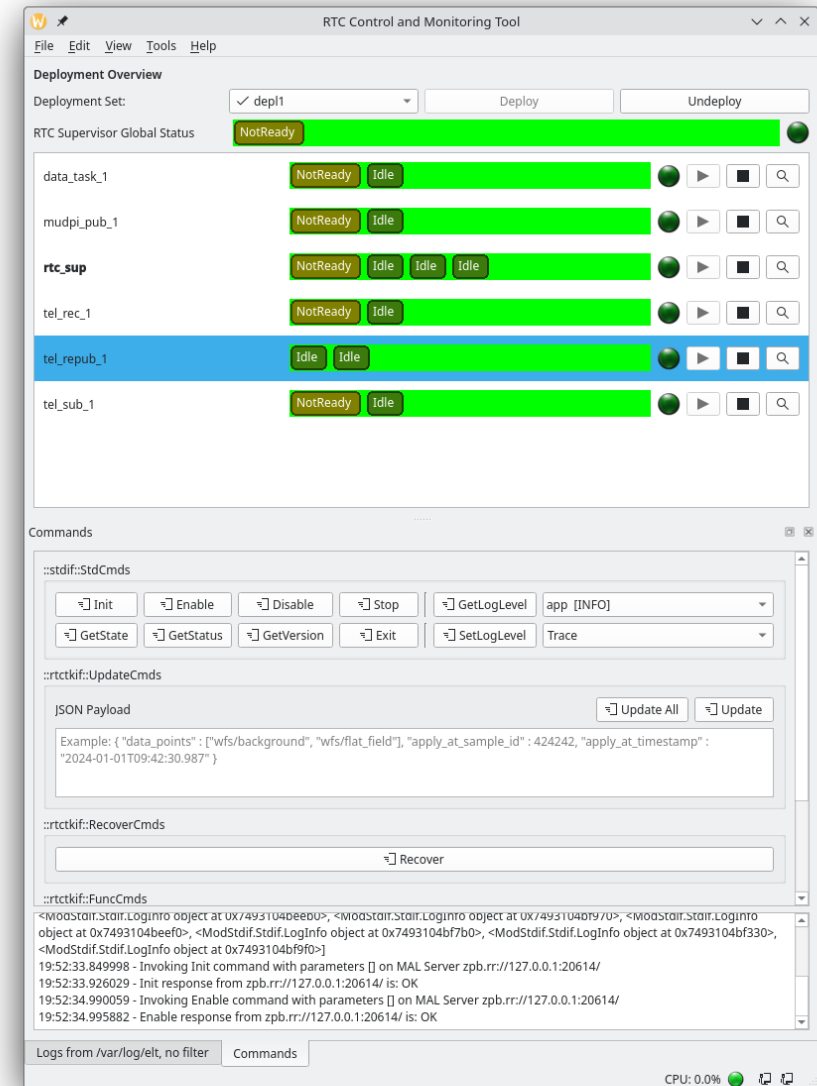 RTC Control and Monitoring Tool
File Edit View Tools Help
Deployment Overview
Deployment Set: depl1 Deploy Undeploy
RTC Supervisor Global Status NotReady
data_task_1 NotReady Idle
mudpi_pub_1 NotReady Idle
rtc_sup NotReady Idle Idle Idle
tel_rec_1 NotReady Idle
tel_repub_1 Idle Idle
tel_sub_1 NotReady Idle
Commands
::stdif::StdCmds
Init Enable Disable Stop GetLogLevel app [INFO]
GetState GetStatus GetVersion Exit SetLogLevel Trace
::rtctkif::UpdateCmds
JSON Payload Update All Update
Example: { "data_points" : ["wfs/background", "wfs/flat_field"], "apply_at_sample_id" : 424242, "apply_at_timestamp" :
"2024-01-01T09:42:30.987" }
::rtctkif::RecoverCmds
Recover
::rtctkif::FuncCmds
<ModStdif.Stdif.LogInfo object at 0x7493104beeb0>, <ModStdif.Stdif.LogInfo object at 0x7493104bf970>, <ModStdif.Stdif.LogInfo
object at 0x7493104beef0>, <ModStdif.Stdif.LogInfo object at 0x7493104bf7b0>, <ModStdif.Stdif.LogInfo object at 0x7493104bf330>,
<ModStdif.Stdif.LogInfo object at 0x7493104bf9f0>]
19:52:33.849998 - Invoking Init command with parameters [] on MAL Server zpb.rr://127.0.0.1:20614/
19:52:33.926029 - Init response from zpb.rr://127.0.0.1:20614/ is: OK
19:52:34.990059 - Invoking Enable command with parameters [] on MAL Server zpb.rr://127.0.0.1:20614/
19:52:34.995882 - Enable response from zpb.rr://127.0.0.1:20614/ is: OK
Logs from /var/log/elt, no filter Commands
CPU: 0.0%